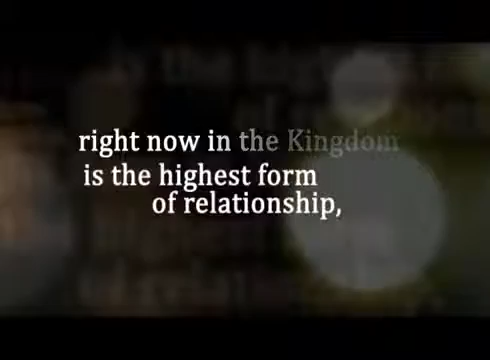 right now in the Kingdom
is the highest form
of relationship,